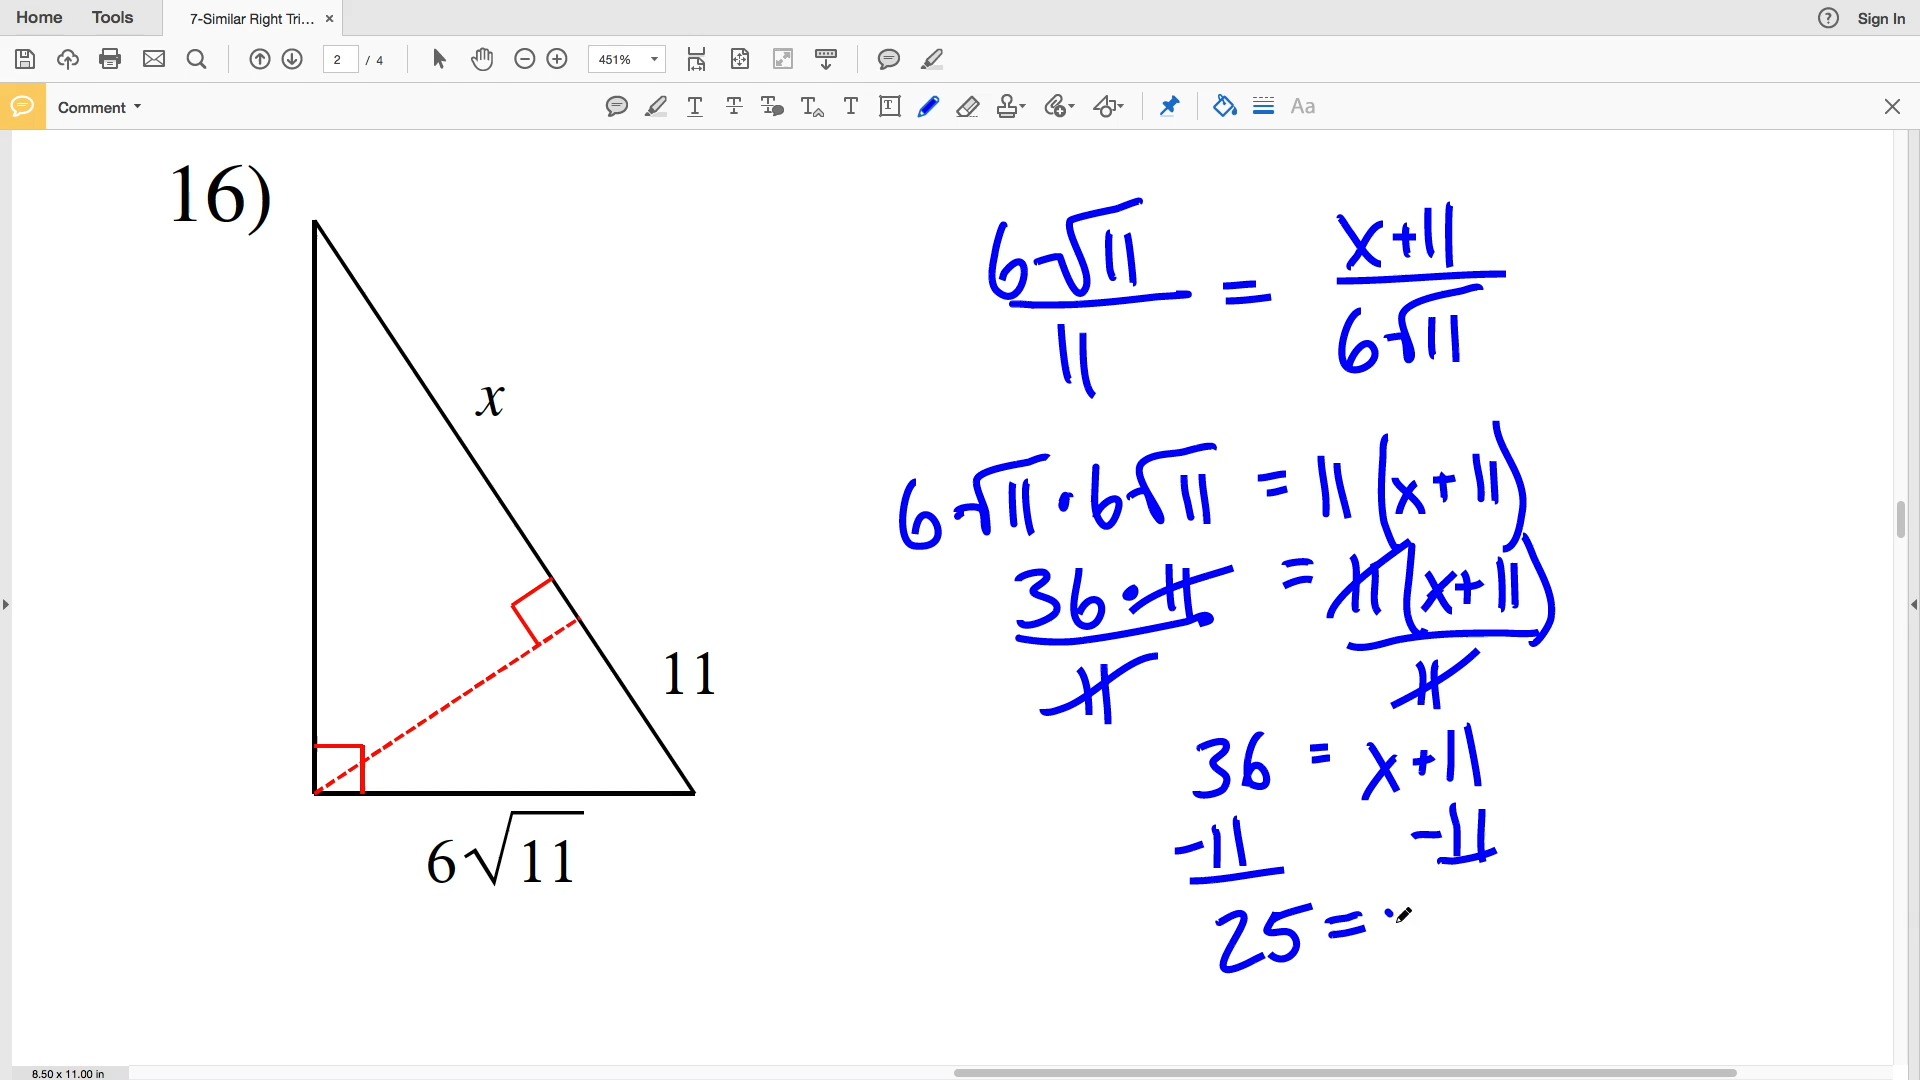 Home Tools 7-Similar Right Tri... × ? Sign In
2 / 4 451%
Comment T T T T T T Aa
16)
x
11
6√11
6√11 / 11 = x+11 / 6√11
6√11 · 6√11 = 11(x+11)
36 · 11 / 11 = 11(x+11) / 11
36 = x+11
-11 -11
25 =
8.50 x 11.00 in